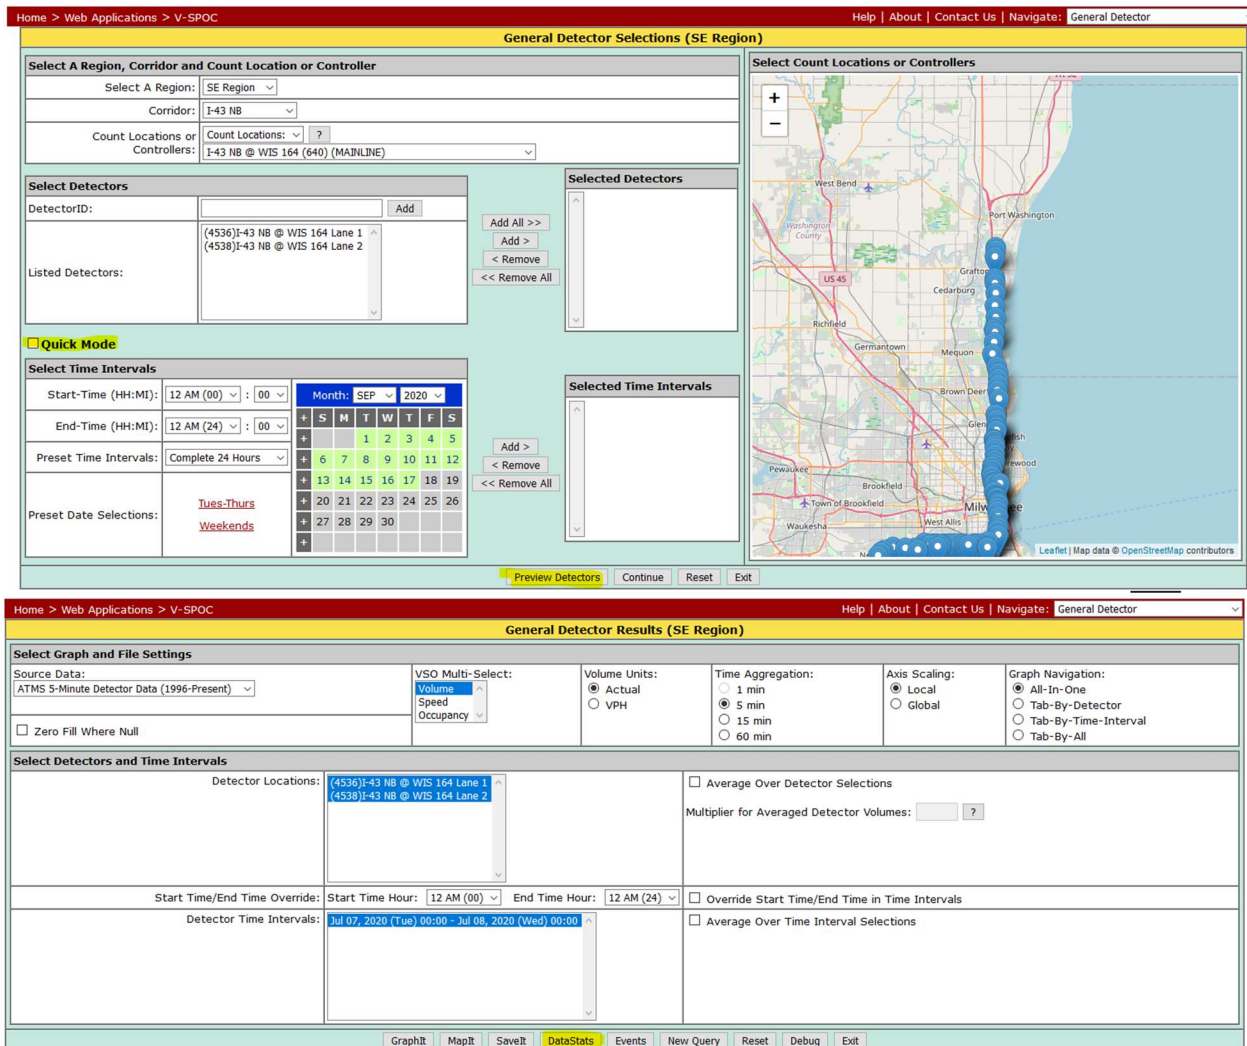 Home > Web Applications > V-SPOC
Help | About | Contact Us | Navigate: General Detector
General Detector Selections (SE Region)
Select A Region, Corridor and Count Location or Controller
Select A Region: SE Region
Corridor: I-43 NB
Count Locations or Controllers: Count Locations: ?
I-43 NB @ WIS 164 (640) (MAINLINE)
Select Detectors
DetectorID: Add
Listed Detectors:
(4536)I-43 NB @ WIS 164 Lane 1
(4538)I-43 NB @ WIS 164 Lane 2
Add All >>
Add >
< Remove
<< Remove All
Selected Detectors
Quick Mode
Select Time Intervals
Start-Time (HH:MI): 12 AM (00) : 00
End-Time (HH:MI): 12 AM (24) : 00
Preset Time Intervals: Complete 24 Hours
Preset Date Selections:
Tues-Thurs
Weekends
Month: SEP 2020
+ S M T W T F S
+ 1 2 3 4 5
+ 6 7 8 9 10 11 12
+ 13 14 15 16 17 18 19
+ 20 21 22 23 24 25 26
+ 27 28 29 30
+
Add >
< Remove
<< Remove All
Selected Time Intervals
Select Count Locations or Controllers
+
−
West Bend
Port Washington
Washington County
US 45
Grafton
Cedarburg
Richfield
Germantown
Mequon
Brown Deer
Glen
Pewaukee
Brookfield
Town of Brookfield
Waukesha
West Allis
Leaflet | Map data © OpenStreetMap contributors
Preview Detectors Continue Reset Exit
Home > Web Applications > V-SPOC
Help | About | Contact Us | Navigate: General Detector
General Detector Results (SE Region)
Select Graph and File Settings
Source Data:
ATMS 5-Minute Detector Data (1996-Present)
Zero Fill Where Null
VSO Multi-Select:
Volume
Speed
Occupancy
Volume Units:
Actual
VPH
Time Aggregation:
1 min
5 min
15 min
60 min
Axis Scaling:
Local
Global
Graph Navigation:
All-In-One
Tab-By-Detector
Tab-By-Time-Interval
Tab-By-All
Select Detectors and Time Intervals
Detector Locations:
(4536)I-43 NB @ WIS 164 Lane 1
(4538)I-43 NB @ WIS 164 Lane 2
Average Over Detector Selections
Multiplier for Averaged Detector Volumes: ?
Start Time/End Time Override: Start Time Hour: 12 AM (00) End Time Hour: 12 AM (24)
Override Start Time/End Time in Time Intervals
Detector Time Intervals: Jul 07, 2020 (Tue) 00:00 - Jul 08, 2020 (Wed) 00:00
Average Over Time Interval Selections
GraphIt MapIt SaveIt DataStats Events New Query Reset Debug Exit